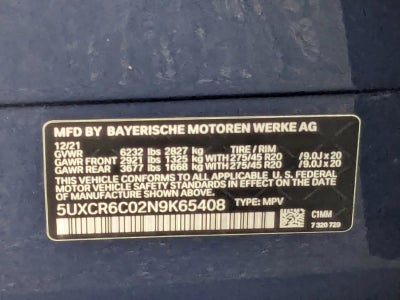 MFD BY BAYERISCHE MOTOREN WERKE AG
12/21
GVWR 6232 lbs 2827 kg
GAWR FRONT 2921 lbs 1325 kg WITH 275/45 R20 /9.0J x 20
GAWR REAR 3677 lbs 1668 kg WITH 275/45 R20 /9.0J x 20
THIS VEHICLE CONFORMS TO ALL APPLICABLE U.S. FEDERAL
MOTOR VEHICLE SAFETY STANDARDS IN EFFECT ON THE
DATE OF MANUFACTURE SHOWN ABOVE.
5UXCR6C02N9K65408 TYPE: MPV
C1MM
7 320 720